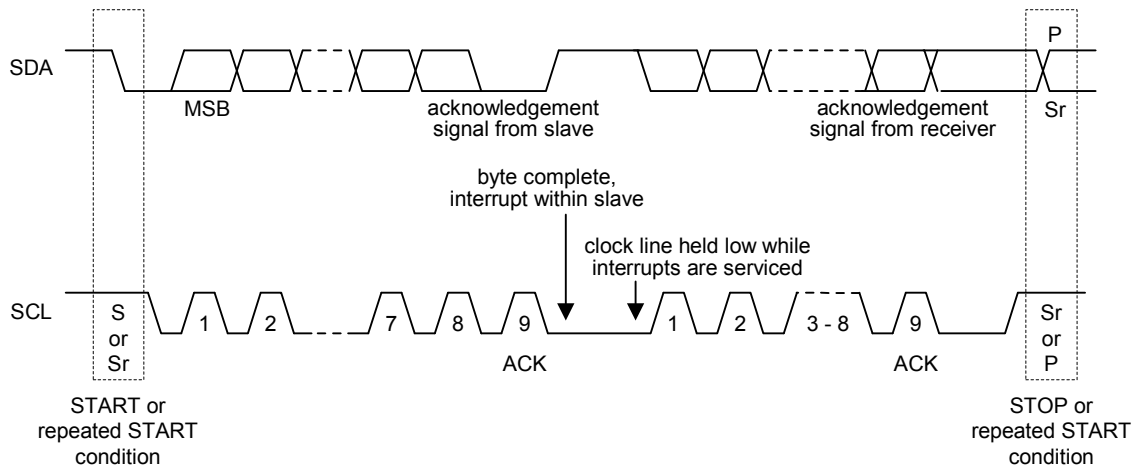 P
SDA
MSB
acknowledgement
signal from slave
acknowledgement
signal from receiver
Sr
byte complete,
interrupt within slave
clock line held low while
interrupts are serviced
SCL
S
or
Sr
1
2
7
8
9
1
2
3 - 8
9
Sr
or
P
ACK
ACK
START or
repeated START
condition
STOP or
repeated START
condition